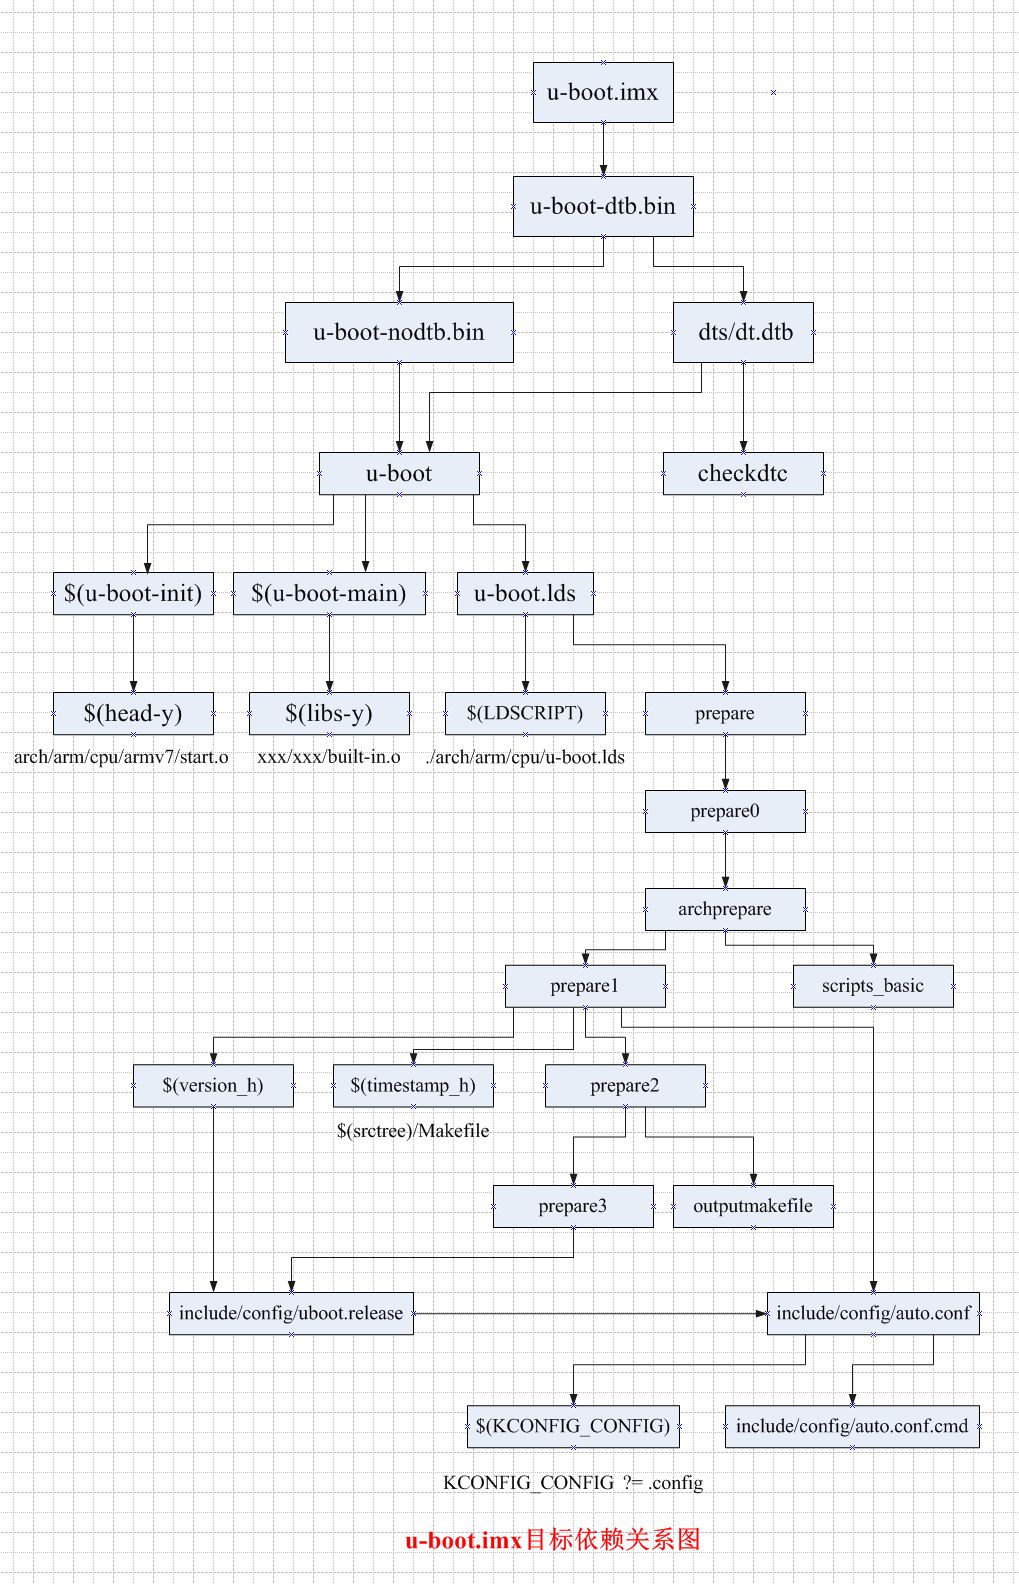 u-boot.imx
u-boot-dtb.bin
u-boot-nodtb.bin
dts/dt.dtb
u-boot
checkdtc
$(u-boot-init)
$(u-boot-main)
u-boot.lds
$(head-y)
$(libs-y)
$(LDSCRIPT)
prepare
arch/arm/cpu/armv7/start.o
xxx/xxx/built-in.o
./arch/arm/cpu/u-boot.lds
prepare0
archprepare
prepare1
scripts_basic
$(version_h)
$(timestamp_h)
prepare2
$(srctree)/Makefile
prepare3
outputmakefile
include/config/uboot.release
include/config/auto.conf
$(KCONFIG_CONFIG)
include/config/auto.conf.cmd
KCONFIG_CONFIG ?= .config
u-boot.imx目标依赖关系图